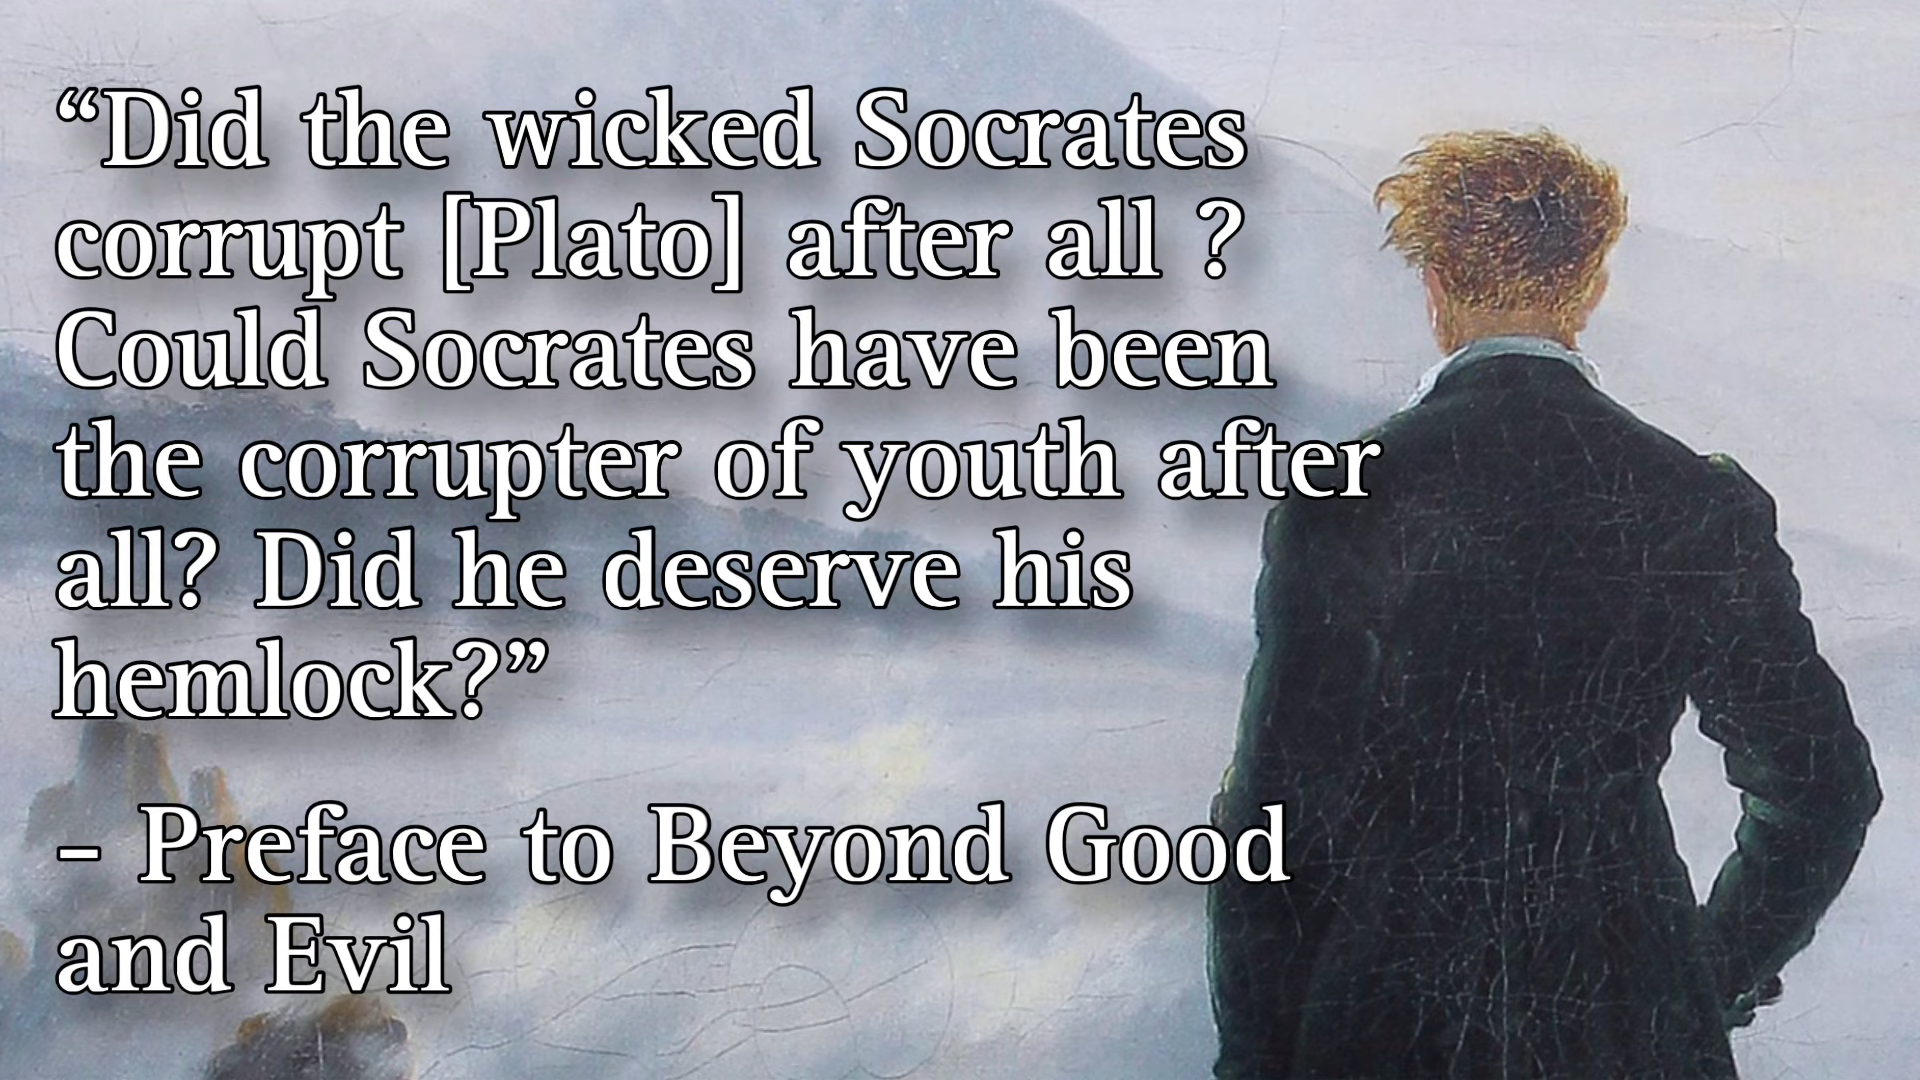 “Did the wicked Socrates
corrupt [Plato] after all ?
Could Socrates have been
the corrupter of youth after
all? Did he deserve his
hemlock?”
– Preface to Beyond Good
and Evil